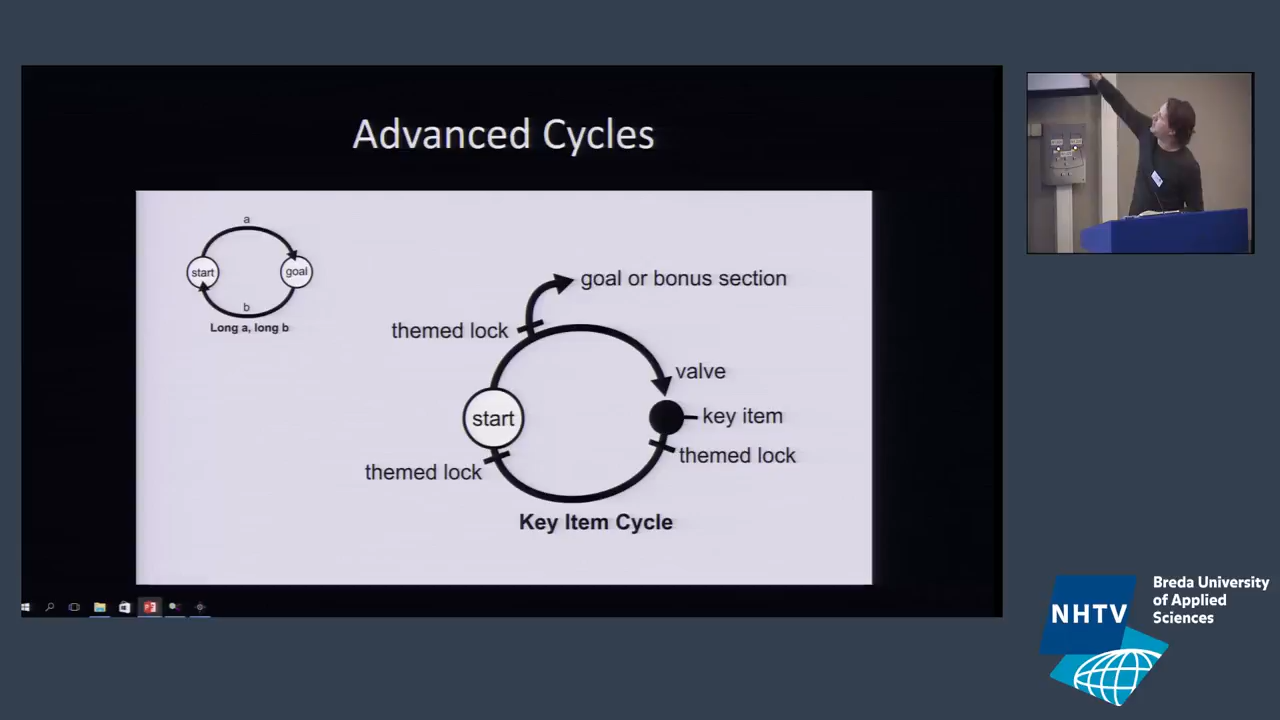 Advanced Cycles
a
start
goal
b
Long a, long b
goal or bonus section
themed lock
valve
start
key item
themed lock
themed lock
Key Item Cycle
NHTV
Breda University
of Applied
Sciences